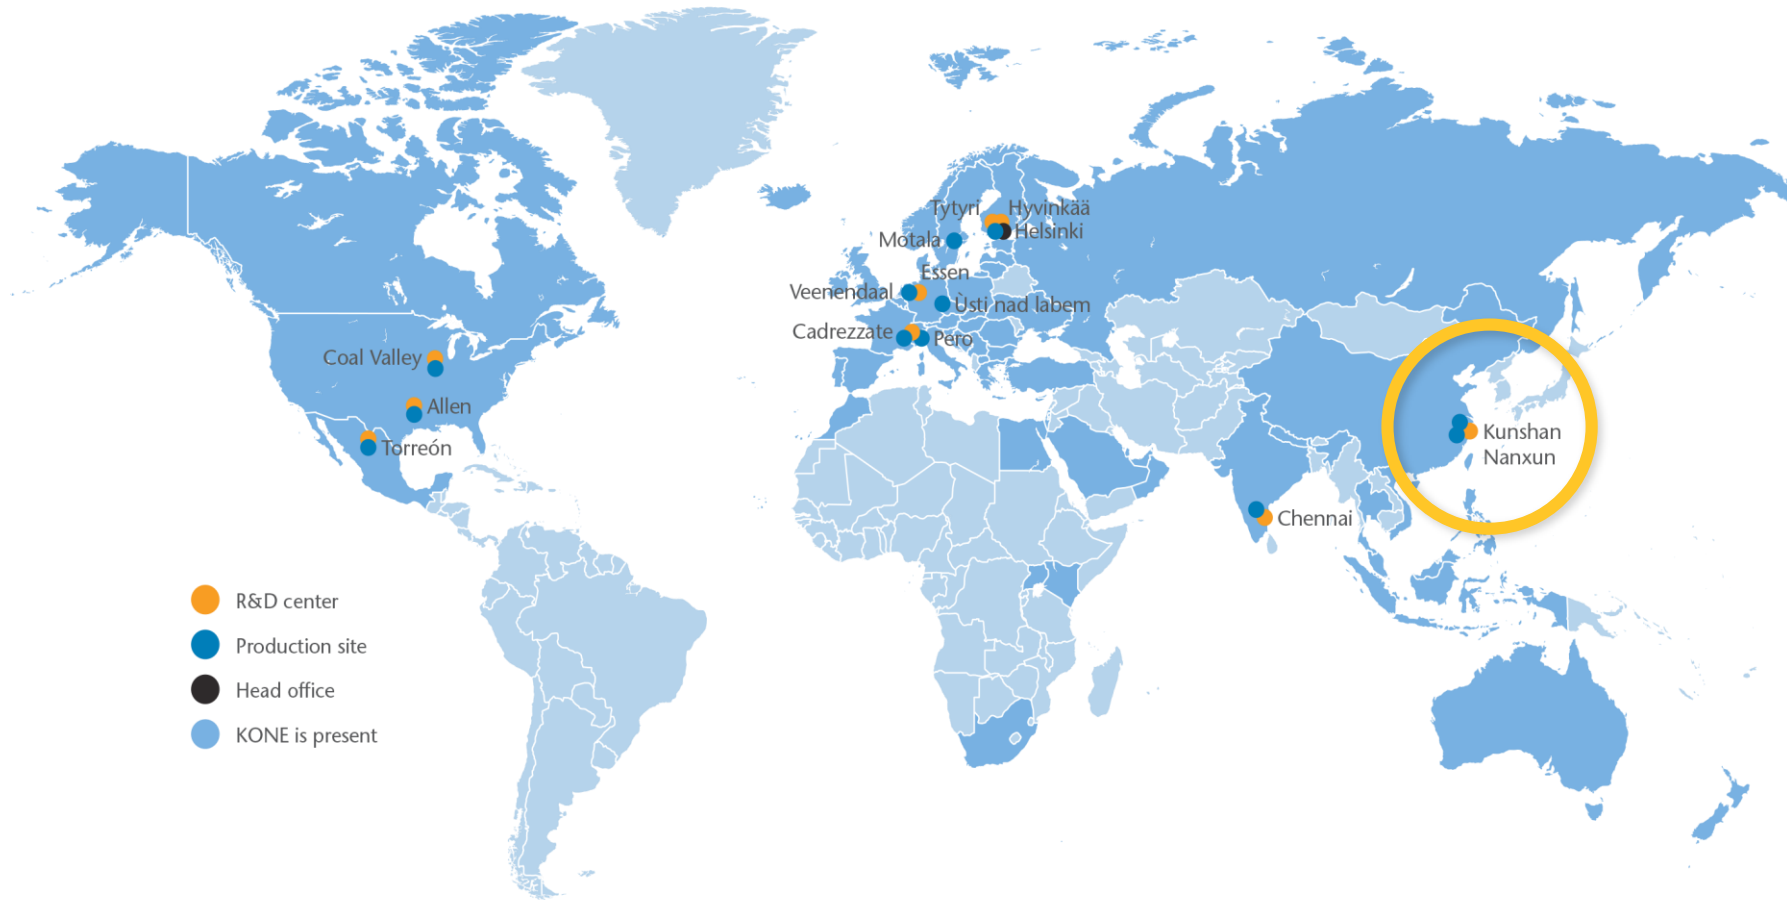 Tytyri
Hyvinkää
Helsinki
Motala
Essen
Veenendaal
Ùsti nad labem
Cadrezzate
Pero
Coal Valley
Allen
Torreón
Kunshan
Nanxun
Chennai
R&D center
Production site
Head office
KONE is present